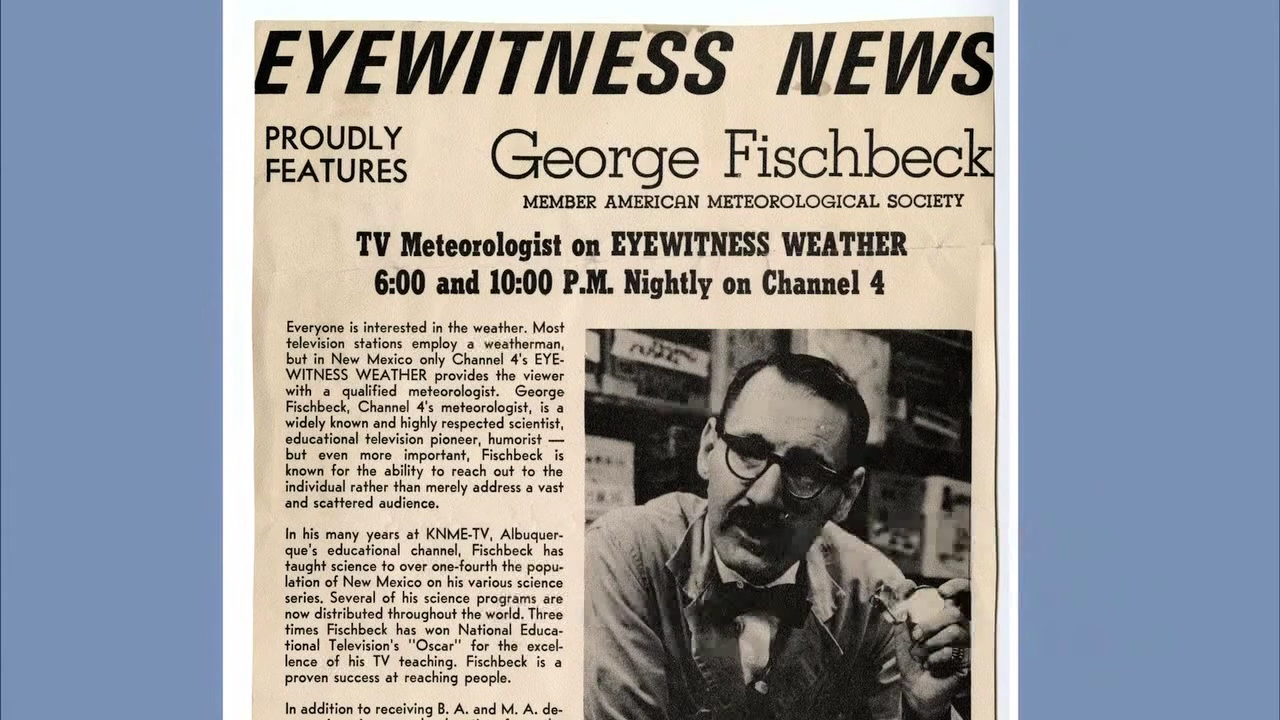 EYEWITNESS NEWS
PROUDLY
FEATURES
George Fischbeck
MEMBER AMERICAN METEOROLOGICAL SOCIETY
TV Meteorologist on EYEWITNESS WEATHER
6:00 and 10:00 P.M. Nightly on Channel 4
Everyone is interested in the weather. Most
television stations employ a weatherman,
but in New Mexico only Channel 4's EYE-
WITNESS WEATHER provides the viewer
with a qualified meteorologist. George
Fischbeck, Channel 4's meteorologist, is a
widely known and highly respected scientist,
educational television pioneer, humorist —
but even more important, Fischbeck is
known for the ability to reach out to the
individual rather than merely address a vast
and scattered audience.
In his many years at KNME-TV, Albuquer-
que's educational channel, Fischbeck has
taught science to over one-fourth the popu-
lation of New Mexico on his various science
series. Several of his science programs are
now distributed throughout the world. Three
times Fischbeck has won National Educa-
tional Television's "Oscar" for the excel-
lence of his TV teaching. Fischbeck is a
proven success at reaching people.
In addition to receiving B. A. and M. A. de-